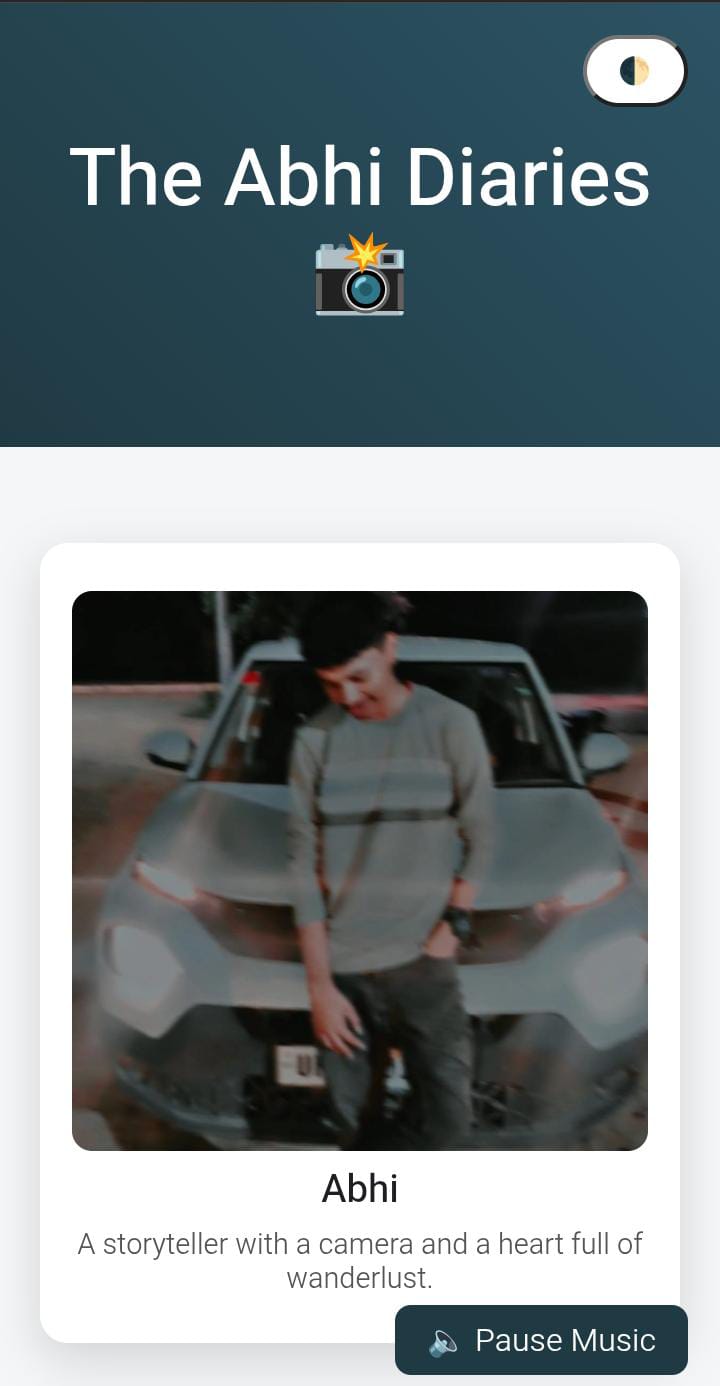 The Abhi Diaries
📸
Abhi
A storyteller with a camera and a heart full of
wanderlust.
🔈 Pause Music